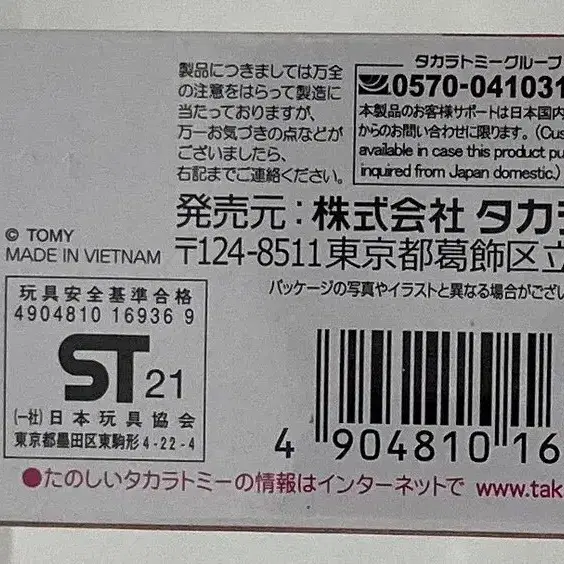 製品につきましては万全
の注意をはらって製造に
当たっておりますが、
万一お気づきの点などが
ございましたら、
右記までご連絡ください。
タカラトミーグループ
0570-041031
本製品のお客様サポートは日本国内
からのお問い合わせに限ります。(Cus
available in case this product pu
inquired from Japan domestic.)
発売元:株式会社 タカラ
〒124-8511東京都葛飾区立
© TOMY
MADE IN VIETNAM
パッケージの写真やイラストと異なる場合がござい
玩具安全基準合格
4904810 16936 9
ST 21
(一社)日本玩具協会
東京都墨田区東駒形4-22-4
4 904810 16
●たのしいタカラトミーの情報はインターネットで www.tak